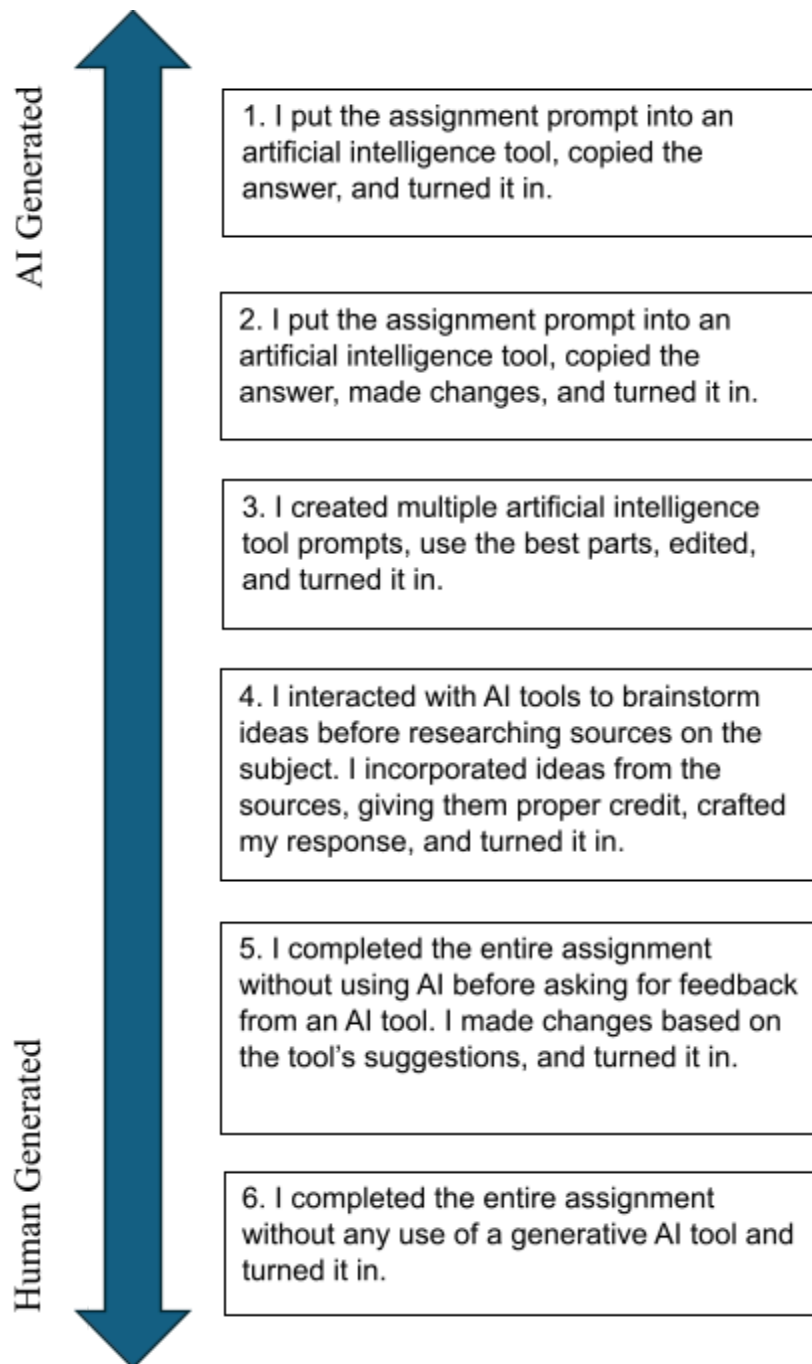 AI Generated
1. I put the assignment prompt into an
artificial intelligence tool, copied the
answer, and turned it in.
2. I put the assignment prompt into an
artificial intelligence tool, copied the
answer, made changes, and turned it in.
3. I created multiple artificial intelligence
tool prompts, use the best parts, edited,
and turned it in.
4. I interacted with AI tools to brainstorm
ideas before researching sources on the
subject. I incorporated ideas from the
sources, giving them proper credit, crafted
my response, and turned it in.
5. I completed the entire assignment
without using AI before asking for feedback
from an AI tool. I made changes based on
the tool’s suggestions, and turned it in.
Human Generated
6. I completed the entire assignment
without any use of a generative AI tool and
turned it in.